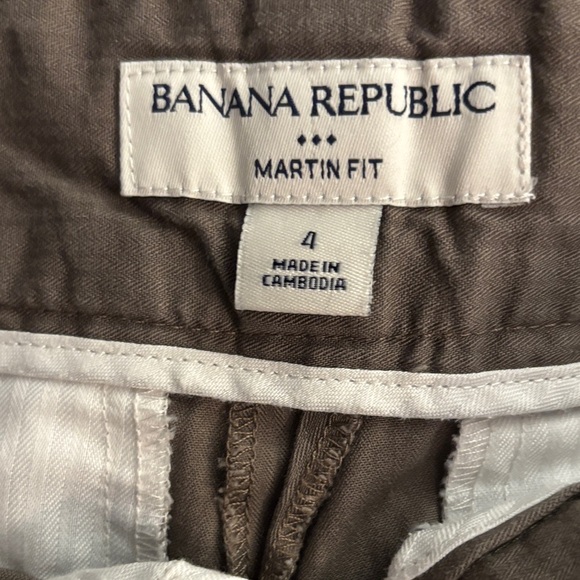 BANANA REPUBLIC
MARTIN FIT
4
MADE IN
CAMBODIA